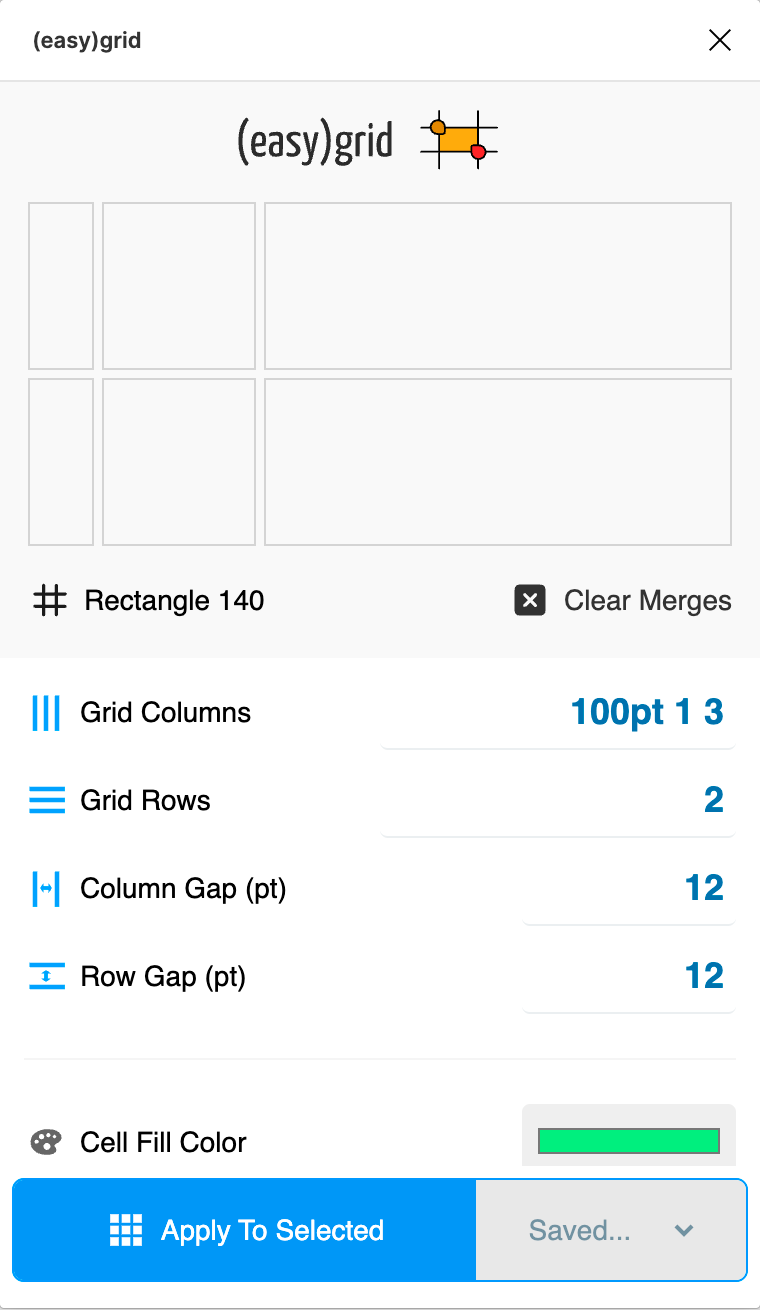 (easy)grid
(easy)grid
Rectangle 140 Clear Merges
Grid Columns 100pt 1 3
Grid Rows 2
Column Gap (pt) 12
Row Gap (pt) 12
Cell Fill Color
Apply To Selected Saved...